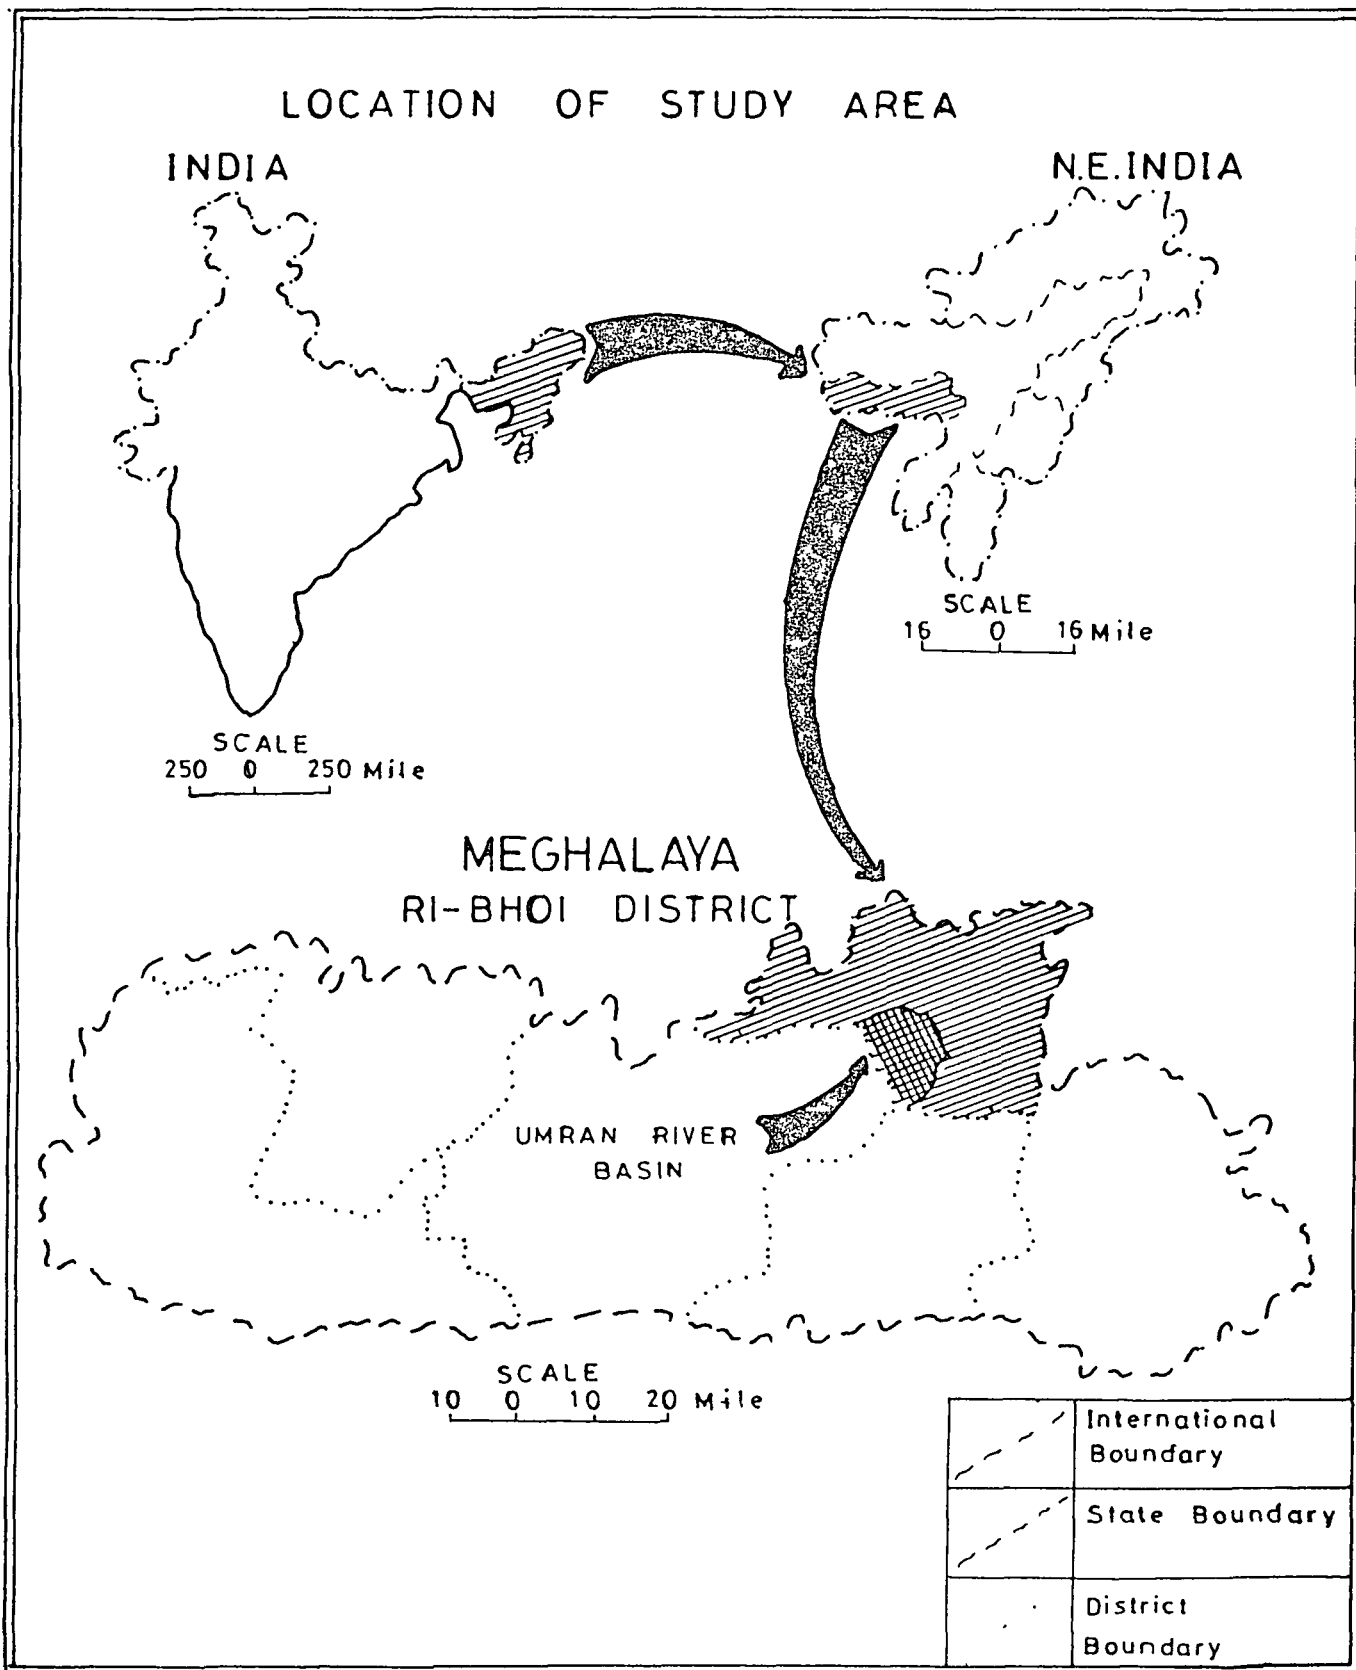 LOCATION OF STUDY AREA
INDIA
N.E.INDIA
SCALE
16 0 16 Mile
SCALE
250 0 250 Mile
MEGHALAYA
RI-BHOI DISTRICT
UMRAN RIVER
BASIN
SCALE
10 0 10 20 Mile
International
Boundary
State Boundary
District
Boundary